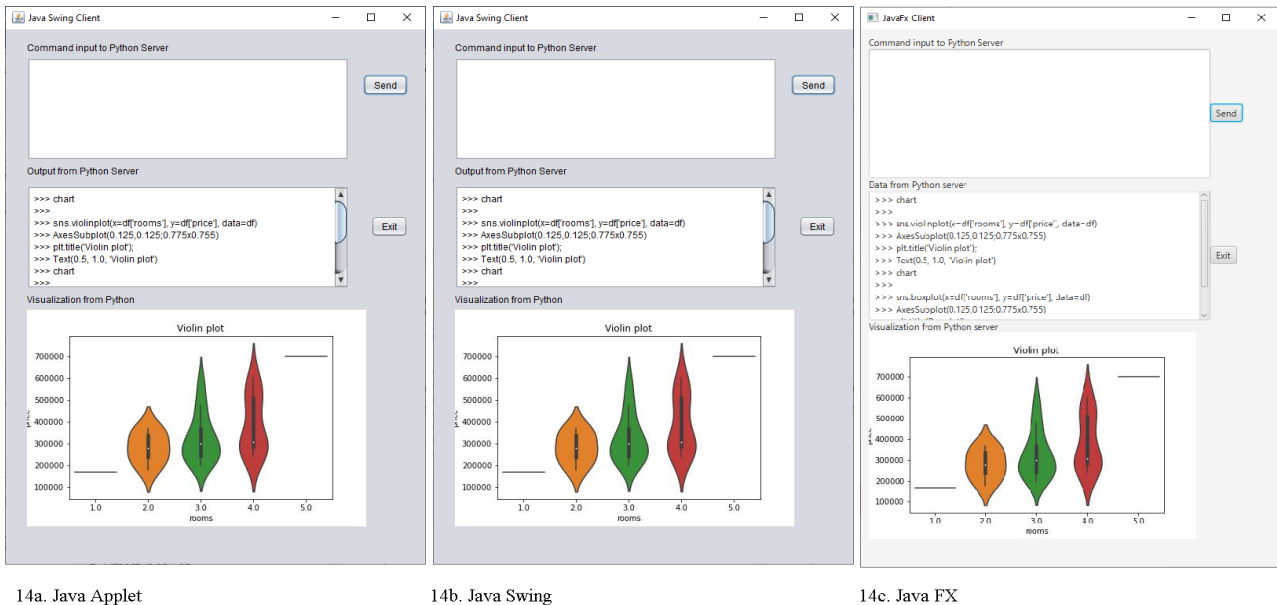 Java Swing Client
Command input to Python Server
Send
Output from Python Server
>>> chart
>>>
>>> sns.violinplot(x=df['rooms'], y=df['price'], data=df)
>>> AxesSubplot(0.125,0.125;0.775x0.755)
>>> plt.title('Violin plot');
>>> Text(0.5, 1.0, 'Violin plot')
>>> chart
>>>
Exit
Visualization from Python
Violin plot
700000
600000
500000
400000
300000
200000
100000
price
1.0 2.0 3.0 4.0 5.0
rooms
14a. Java Applet
Java Swing Client
Command input to Python Server
Send
Output from Python Server
>>> chart
>>>
>>> sns.violinplot(x=df['rooms'], y=df['price'], data=df)
>>> AxesSubplot(0.125,0.125;0.775x0.755)
>>> plt.title('Violin plot');
>>> Text(0.5, 1.0, 'Violin plot')
>>> chart
>>>
Exit
Visualization from Python
Violin plot
700000
600000
500000
400000
300000
200000
100000
price
1.0 2.0 3.0 4.0 5.0
rooms
14b. Java Swing
JavaFx Client
Command input to Python Server
Send
Data from Python server
>>> chart
>>>
>>> sns.violinplot(x=df['rooms'], y=df['price'], data=df)
>>> AxesSubplot(0.125,0.125;0.775x0.755)
>>> plt.title('Violin plot');
>>> Text(0.5, 1.0, 'Violin plot')
>>> chart
>>>
>>> sns.boxplot(x=df['rooms'], y=df['price'], data=df)
>>> AxesSubplot(0.125,0.125;0.775x0.755)
Exit
Visualization from Python server
Violin plot
700000
600000
500000
400000
300000
200000
100000
price
1.0 2.0 3.0 4.0 5.0
rooms
14c. Java FX